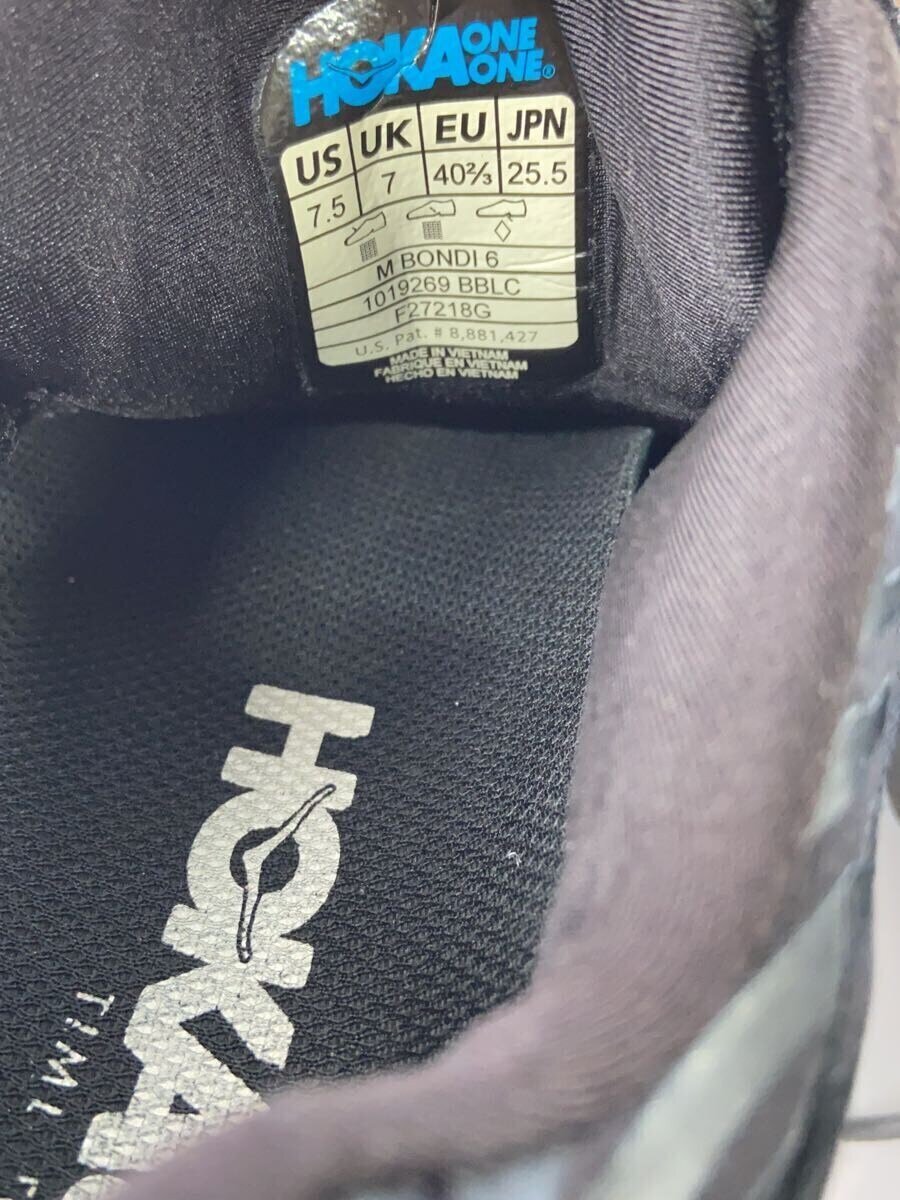 HOKA ONE ONE®
US UK EU JPN
7.5 7 40⅔ 25.5
M BONDI 6
1019269 BBLC
F27218G
U.S. Pat. # 8,881,427
MADE IN VIETNAM
FABRIQUE EN VIETNAM
HECHO EN VIETNAM
HOKA
TIME